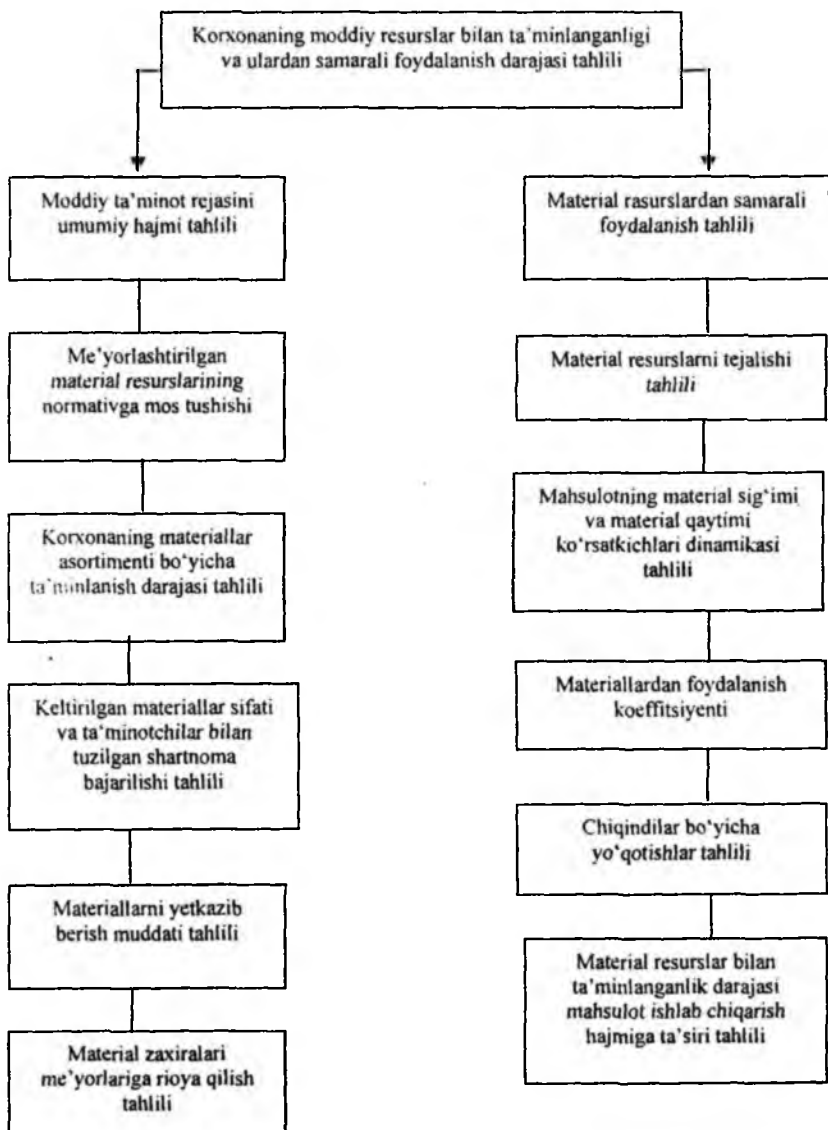 Korxonaning moddiy resurslar bilan ta’minlanganligi
va ulardan samarali foydalanish darajasi tahlili
Moddiy ta’minot rejasini
umumiy hajmi tahlili
Me’yorlashtirilgan
material resurslarining
normativga mos tushishi
Korxonaning materiallar
asortimenti bo‘yicha
ta’minlanish darajasi tahlili
Keltirilgan materiallar sifati
va ta’minotchilar bilan
tuzilgan shartnoma
bajarilishi tahlili
Materiallarni yetkazib
berish muddati tahlili
Material zaxiralari
me’yorlariga rioya qilish
tahlili
Material rasurslardan samarali
foydalanish tahlili
Material resurslarni tejalishi
tahlili
Mahsulotning material sig‘imi
va material qaytimi
ko‘rsatkichlari dinamikasi
tahlili
Materiallardan foydalanish
koeffitsiyenti
Chiqindilar bo‘yicha
yo‘qotishlar tahlili
Material resurslar bilan
ta’minlanganlik darajasi
mahsulot ishlab chiqarish
hajmiga ta’siri tahlili